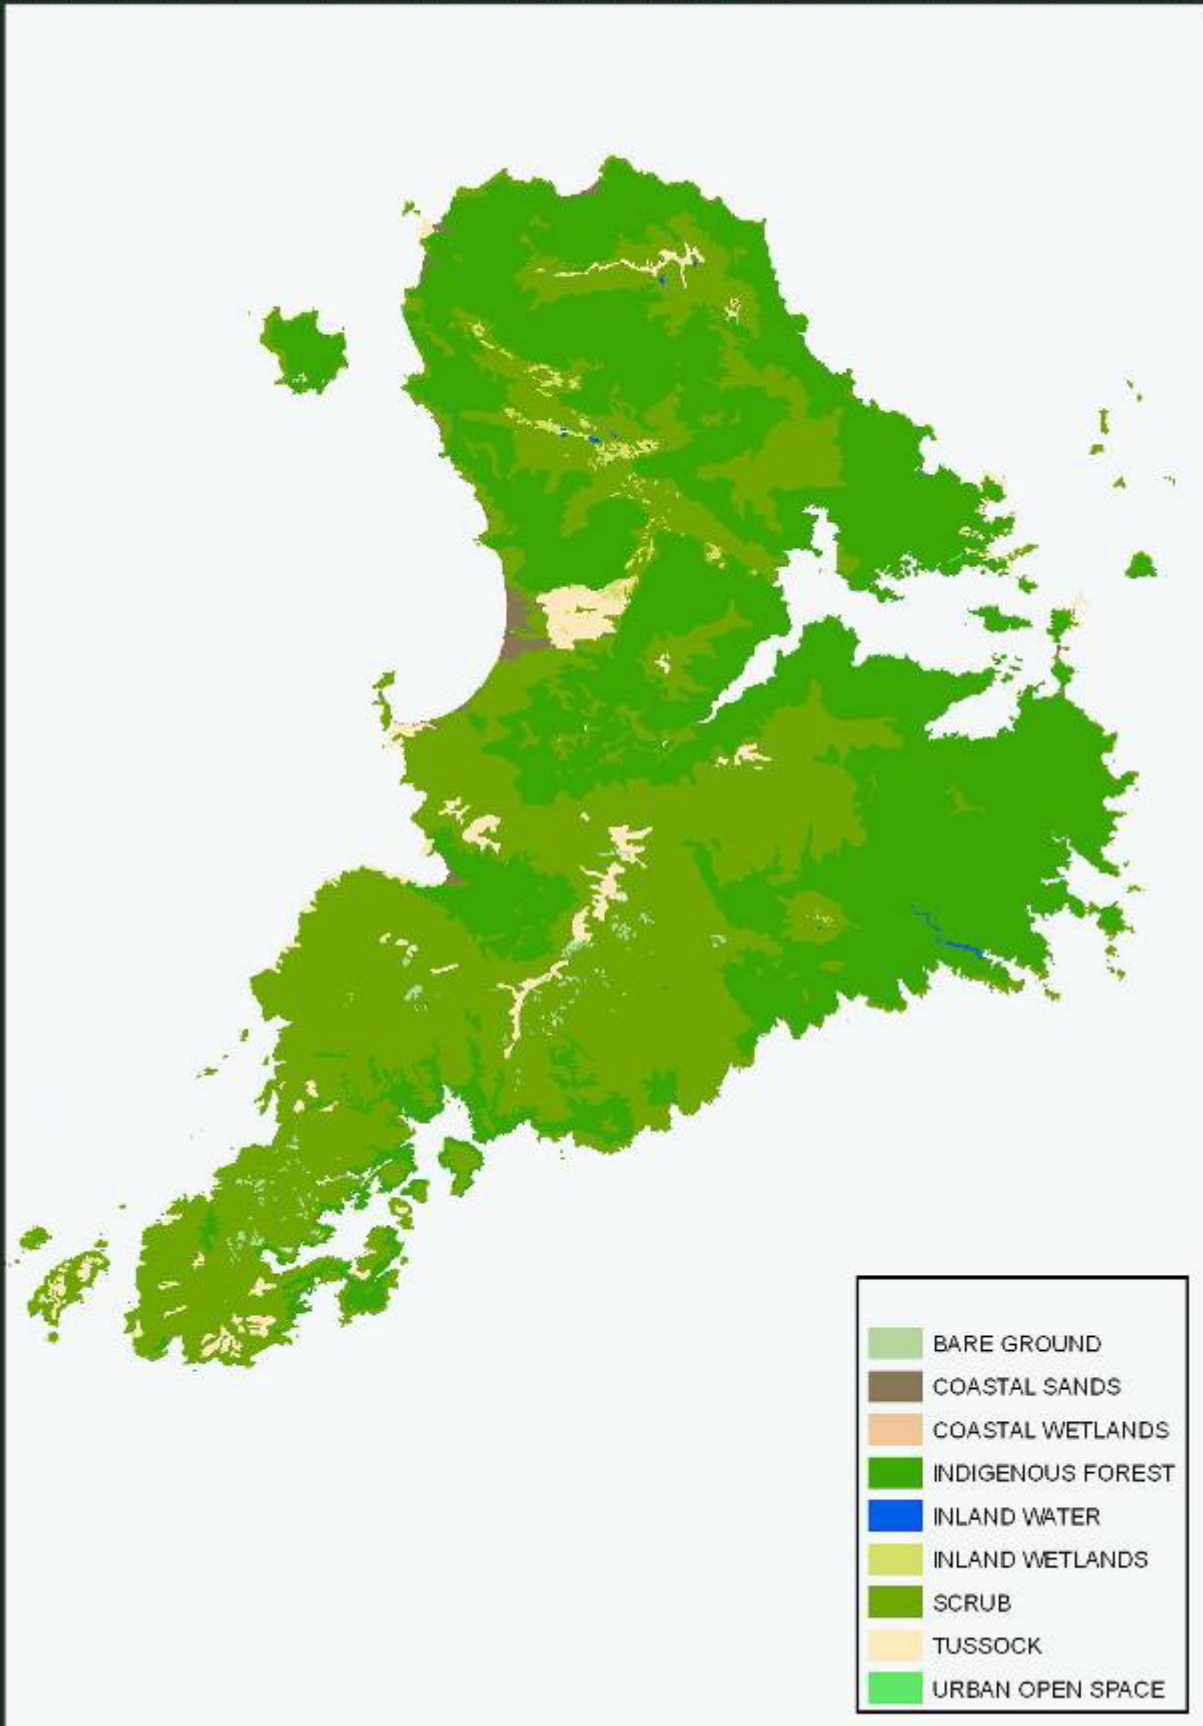 BARE GROUND
COASTAL SANDS
COASTAL WETLANDS
INDIGENOUS FOREST
INLAND WATER
INLAND WETLANDS
SCRUB
TUSSOCK
URBAN OPEN SPACE